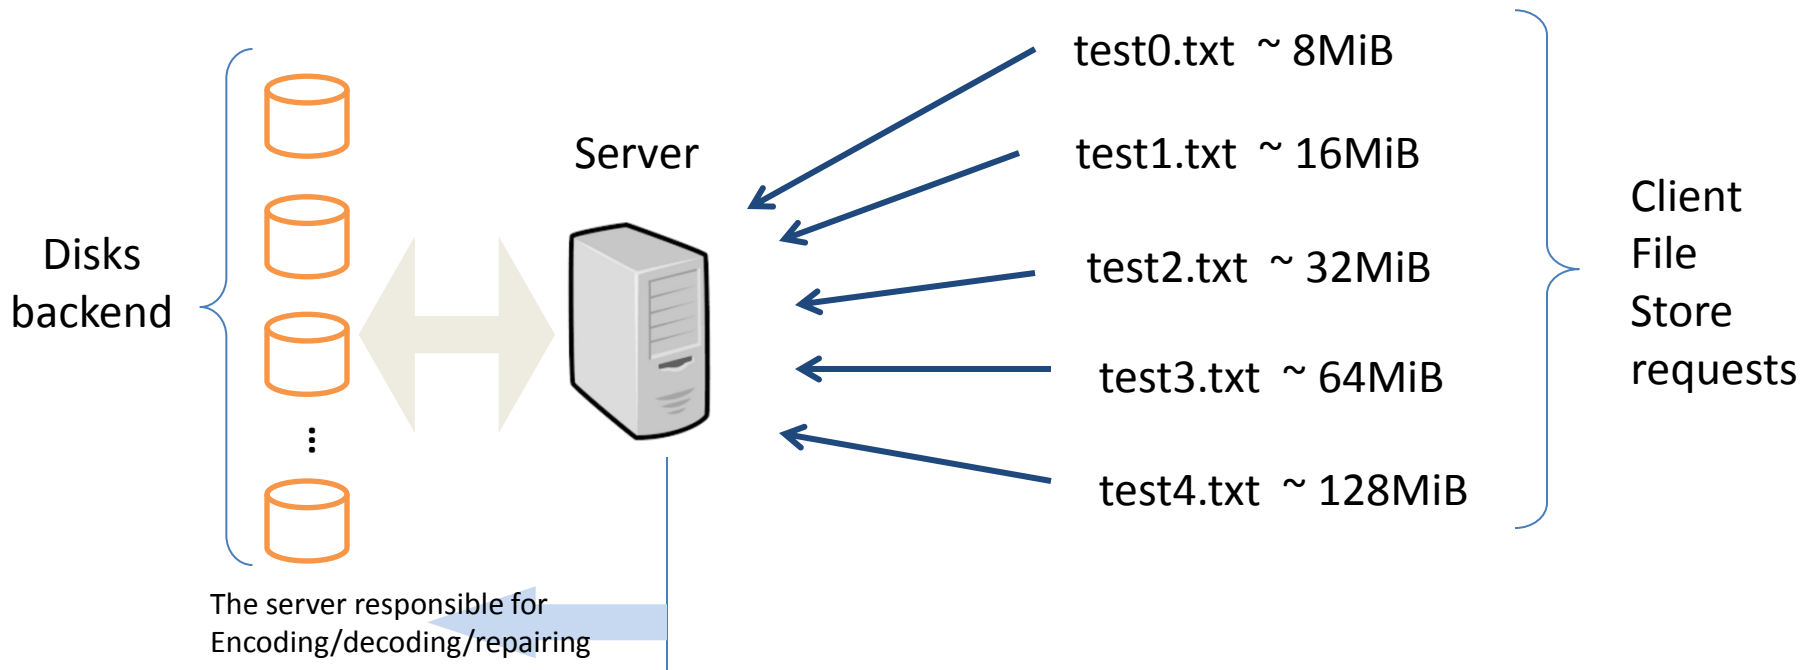 Disks
backend
Server
test0.txt ~ 8MiB
test1.txt ~ 16MiB
test2.txt ~ 32MiB
test3.txt ~ 64MiB
test4.txt ~ 128MiB
Client
File
Store
requests
The server responsible for
Encoding/decoding/repairing